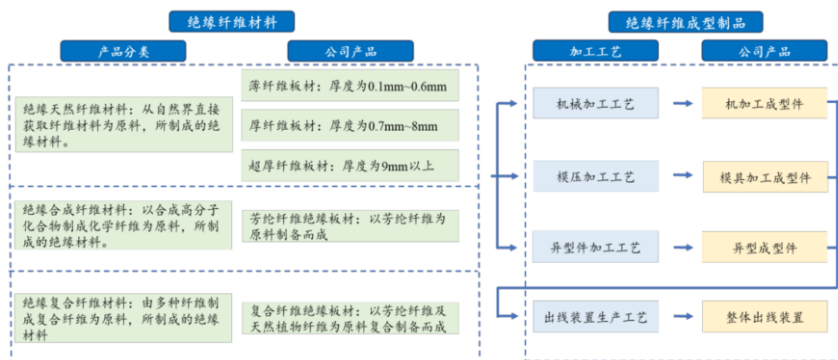 绝缘纤维材料
产品分类
公司产品
绝缘天然纤维材料：从自然界直接
获取纤维材料为原料，所制成的绝
缘材料。
薄纤维板材：厚度为0.1mm~0.6mm
厚纤维板材：厚度为0.7mm~8mm
超厚纤维板材：厚度为9mm以上
绝缘合成纤维材料：以合成高分子
化合物制成化学纤维为原料，所制
成的绝缘材料。
芳纶纤维绝缘板材：以芳纶纤维为
原料制备而成
绝缘复合纤维材料：由多种纤维制
成复合纤维为原料，所制成的绝缘
材料
复合纤维绝缘板材：以芳纶纤维及
天然植物纤维为原料复合制备而成
绝缘纤维成型制品
加工工艺
公司产品
机械加工工艺
机加工成型件
模压加工工艺
模具加工成型件
异型件加工工艺
异型成型件
出线装置生产工艺
整体出线装置